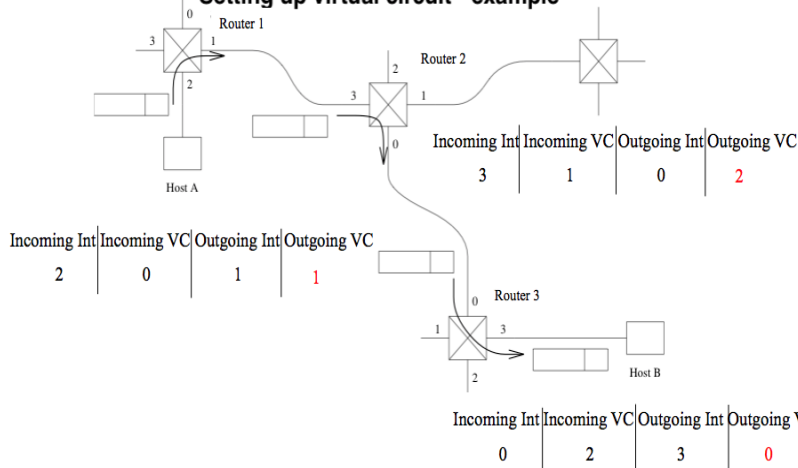 Setting up virtual circuit - example
0
Router 1
3
1
2
Host A
2
Router 2
3
1
0
Incoming Int Incoming VC Outgoing Int Outgoing VC
3 1 0 2
Incoming Int Incoming VC Outgoing Int Outgoing VC
2 0 1 1
0
Router 3
1
3
2
Host B
Incoming Int Incoming VC Outgoing Int Outgoing
0 2 3 0